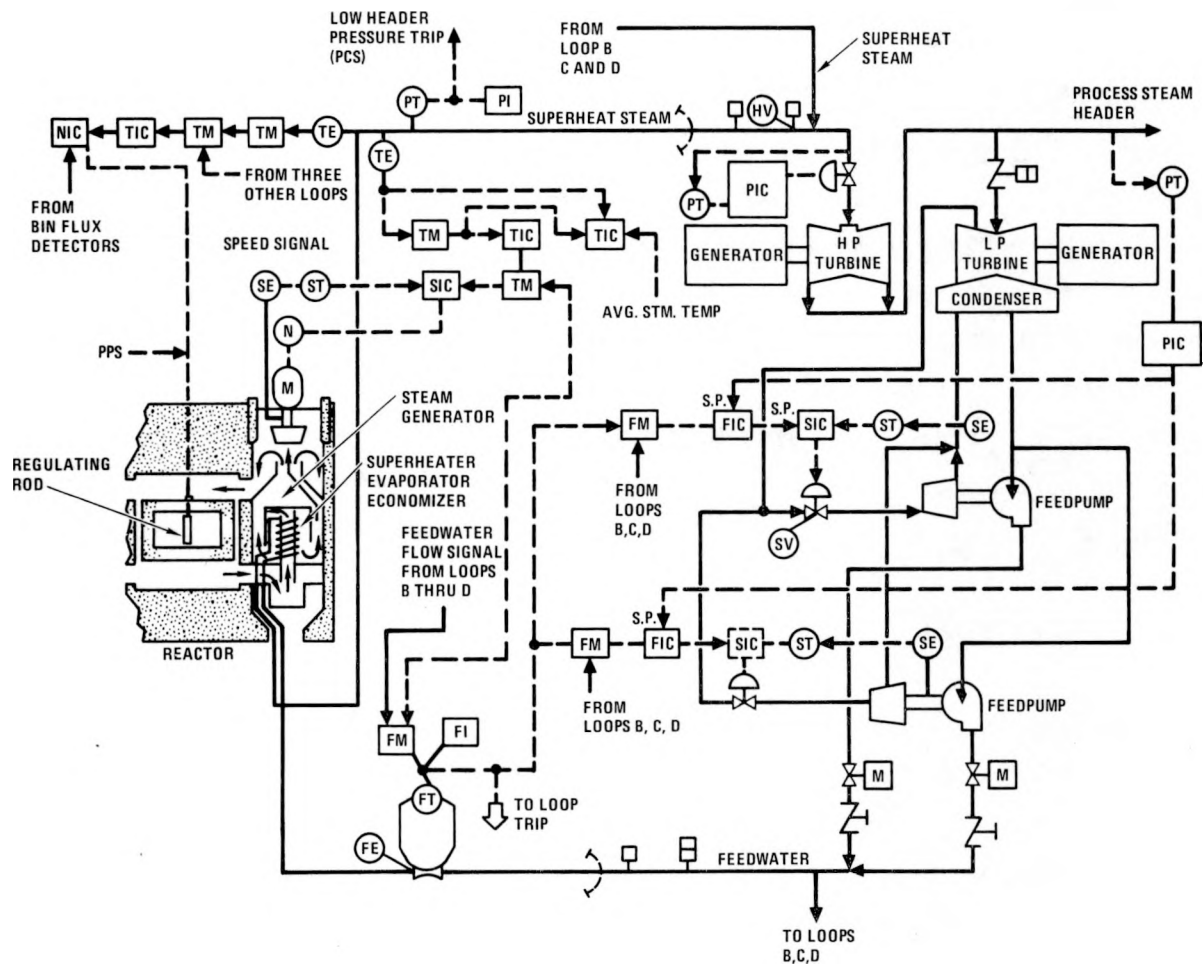 LOW HEADER
PRESSURE TRIP
(PCS)
FROM
LOOP B
C AND D
SUPERHEAT
STEAM
PT
PI
HV
PROCESS STEAM
HEADER
NIC
TIC
TM
TM
TE
SUPERHEAT STEAM
TE
FROM THREE
OTHER LOOPS
FROM
BIN FLUX
DETECTORS
PT
PIC
PT
TM
TIC
TIC
SPEED SIGNAL
GENERATOR
H P
TURBINE
L P
TURBINE
GENERATOR
CONDENSER
SE
ST
SIC
TM
AVG. STM. TEMP
N
PIC
PPS
M
STEAM
GENERATOR
S.P.
S.P.
FM
FIC
SIC
ST
SE
REGULATING
ROD
SUPERHEATER
EVAPORATOR
ECONOMIZER
FROM
LOOPS
B,C,D
FEEDPUMP
SV
FEEDWATER
FLOW SIGNAL
FROM LOOPS
B THRU D
S.P.
REACTOR
FM
FIC
SIC
ST
SE
FROM
LOOPS B, C, D
FEEDPUMP
FM
FI
FT
M
M
TO LOOP
TRIP
FE
FEEDWATER
TO LOOPS
B,C,D